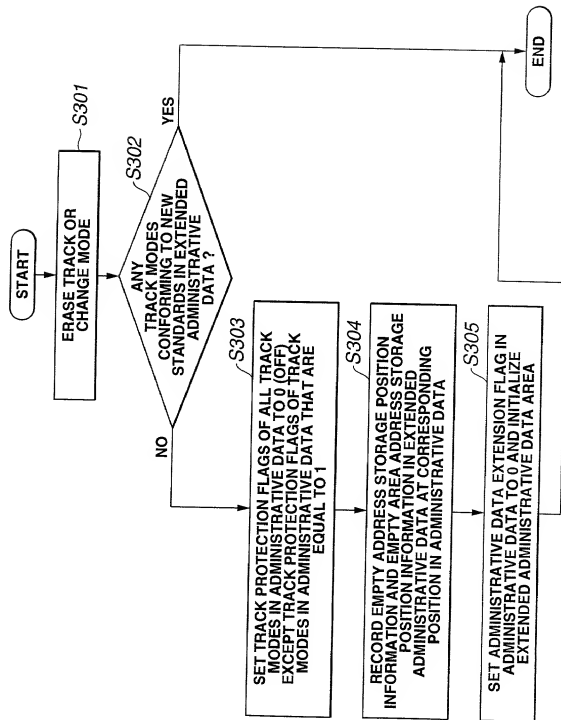 START
S301
ERASE TRACK OR
CHANGE MODE
S302
ANY
TRACK MODES
CONFORMING TO NEW
STANDARDS IN EXTENDED
ADMINISTRATIVE
DATA ?
YES
NO
S303
SET TRACK PROTECTION FLAGS OF ALL TRACK
MODES IN ADMINISTRATIVE DATA TO 0 (OFF)
EXCEPT TRACK PROTECTION FLAGS OF TRACK
MODES IN ADMINISTRATIVE DATA THAT ARE
EQUAL TO 1
S304
RECORD EMPTY ADDRESS STORAGE POSITION
INFORMATION AND EMPTY AREA ADDRESS STORAGE
POSITION INFORMATION IN EXTENDED
ADMINISTRATIVE DATA AT CORRESPONDING
POSITION IN ADMINISTRATIVE DATA
S305
SET ADMINISTRATIVE DATA EXTENSION FLAG IN
ADMINISTRATIVE DATA TO 0 AND INITIALIZE
EXTENDED ADMINISTRATIVE DATA AREA
END